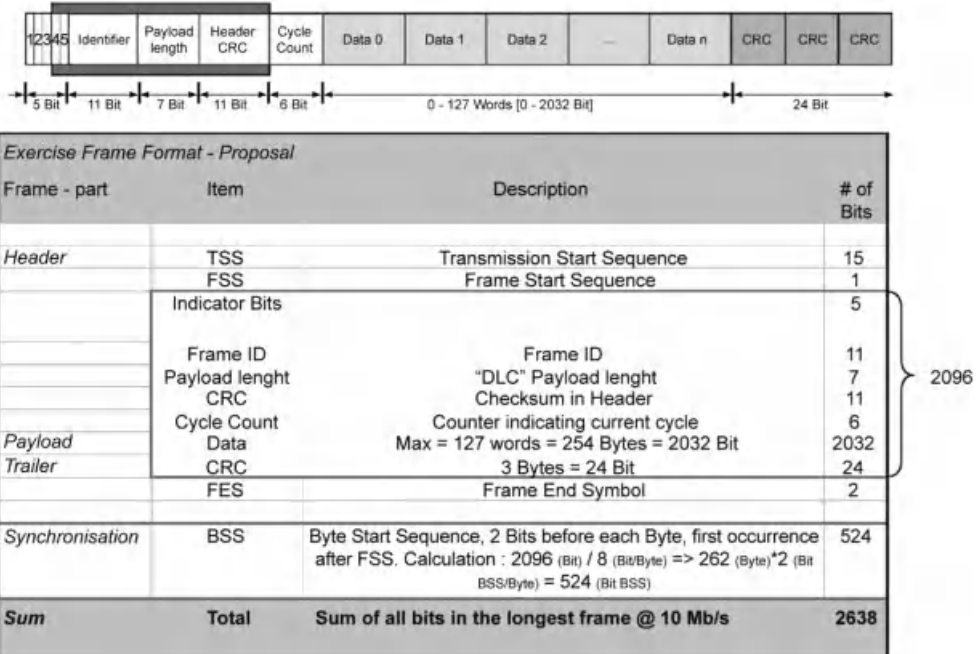 12345 Identifier Payload length Header CRC Cycle Count Data 0 Data 1 Data 2 ... Data n CRC CRC CRC
5 Bit 11 Bit 7 Bit 11 Bit 6 Bit 0 - 127 Words [0 - 2032 Bit] 24 Bit
Exercise Frame Format - Proposal
Frame - part Item Description # of Bits
Header TSS Transmission Start Sequence 15
FSS Frame Start Sequence 1
Indicator Bits 5
Frame ID Frame ID 11
Payload lenght "DLC" Payload lenght 7
CRC Checksum in Header 11
2096
Cycle Count Counter indicating current cycle 6
Payload Data Max = 127 words = 254 Bytes = 2032 Bit 2032
Trailer CRC 3 Bytes = 24 Bit 24
FES Frame End Symbol 2
Synchronisation BSS Byte Start Sequence, 2 Bits before each Byte, first occurrence 524
after FSS. Calculation : 2096 (Bit) / 8 (Bit/Byte) => 262 (Byte)*2 (Bit
BSS/Byte) = 524 (Bit BSS)
Sum Total Sum of all bits in the longest frame @ 10 Mb/s 2638